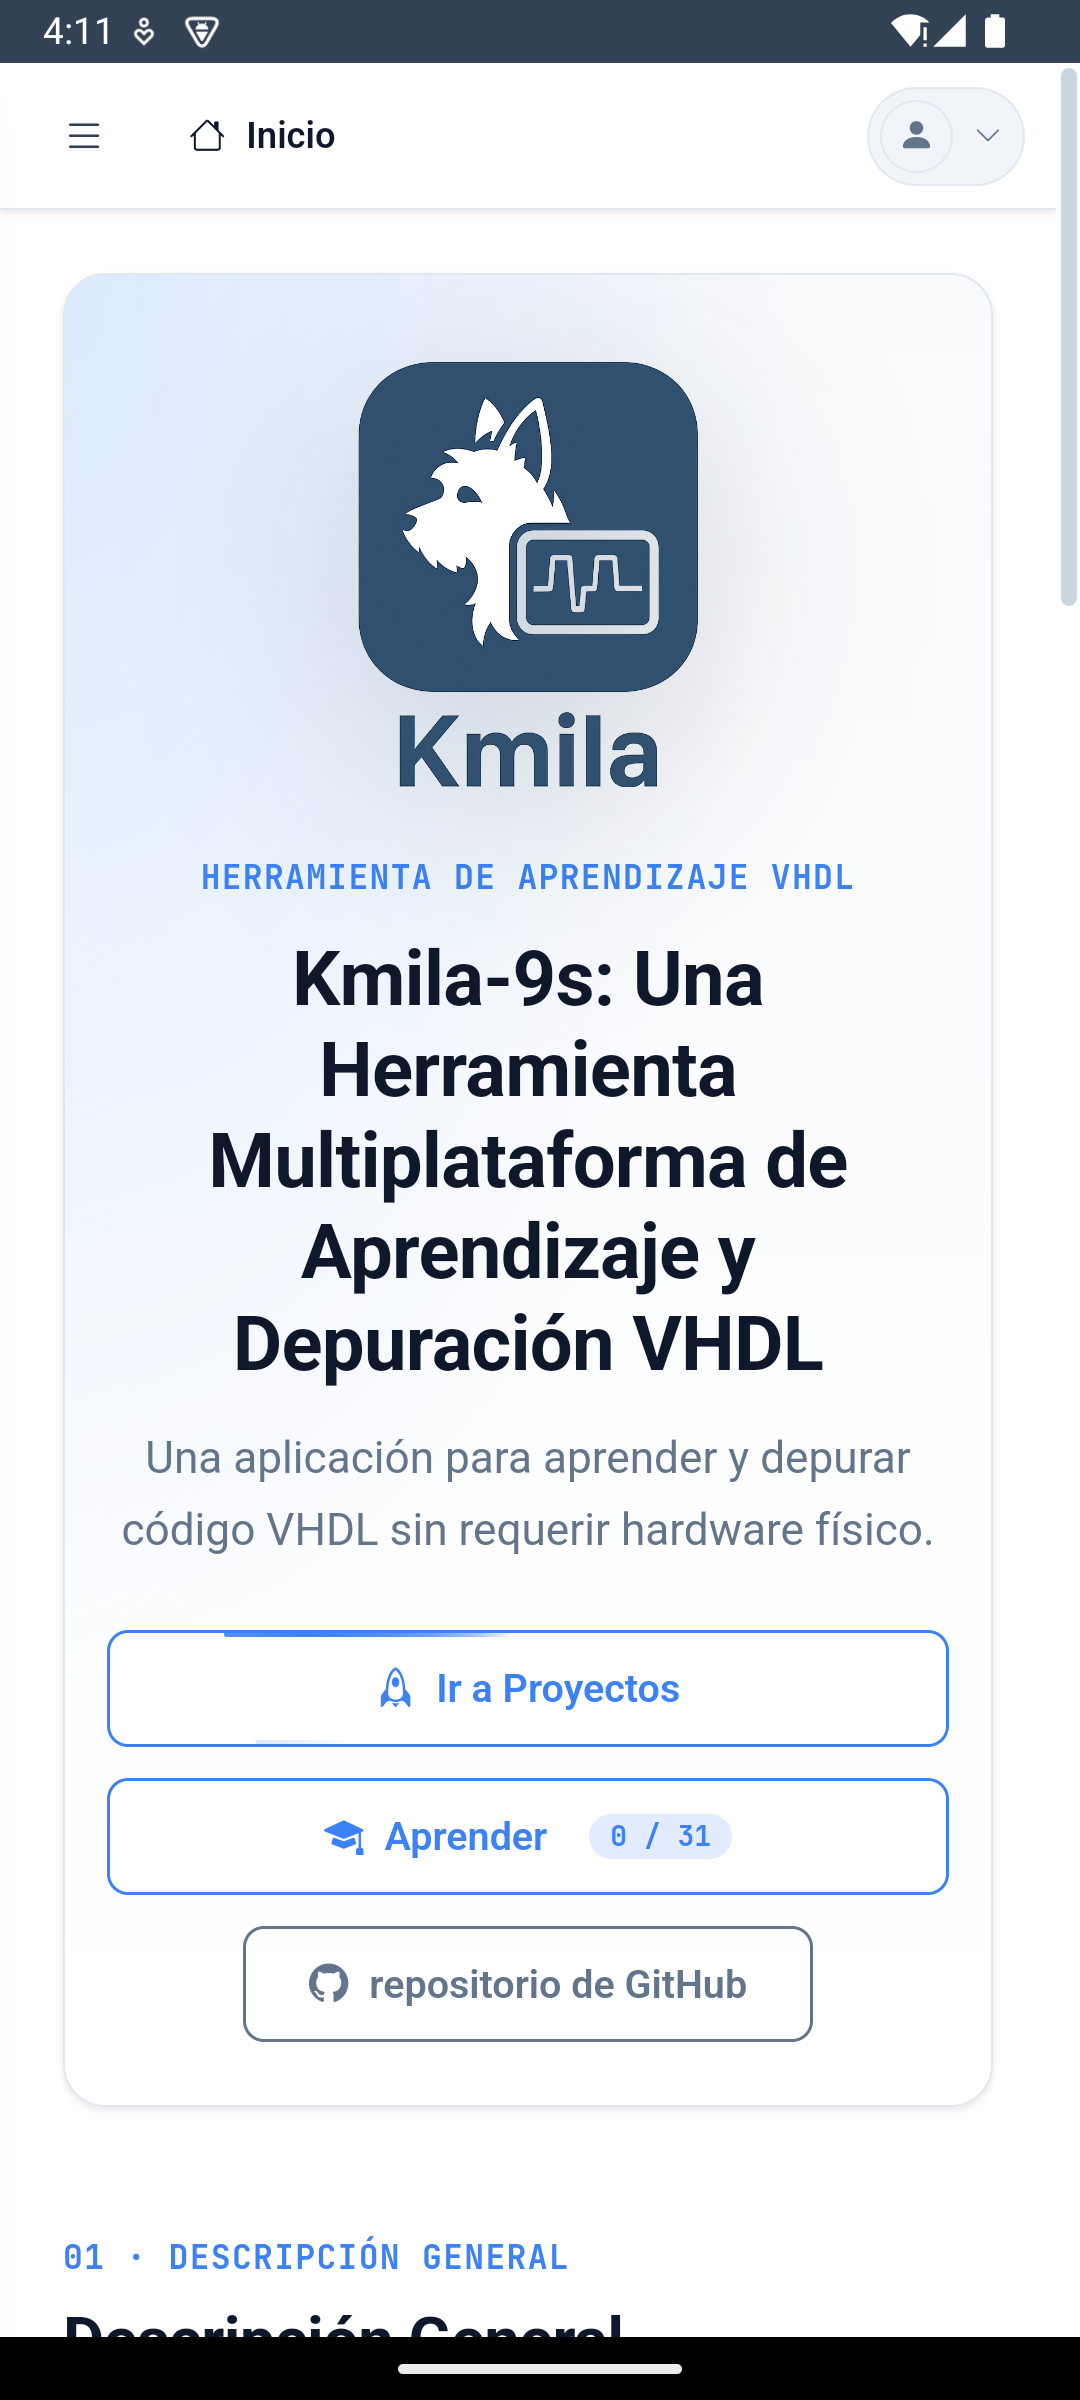 4:11
Inicio
Kmila
HERRAMIENTA DE APRENDIZAJE VHDL
Kmila-9s: Una
Herramienta
Multiplataforma de
Aprendizaje y
Depuración VHDL
Una aplicación para aprender y depurar
código VHDL sin requerir hardware físico.
Ir a Proyectos
Aprender 0 / 31
repositorio de GitHub
01 · DESCRIPCIÓN GENERAL
Descripción General